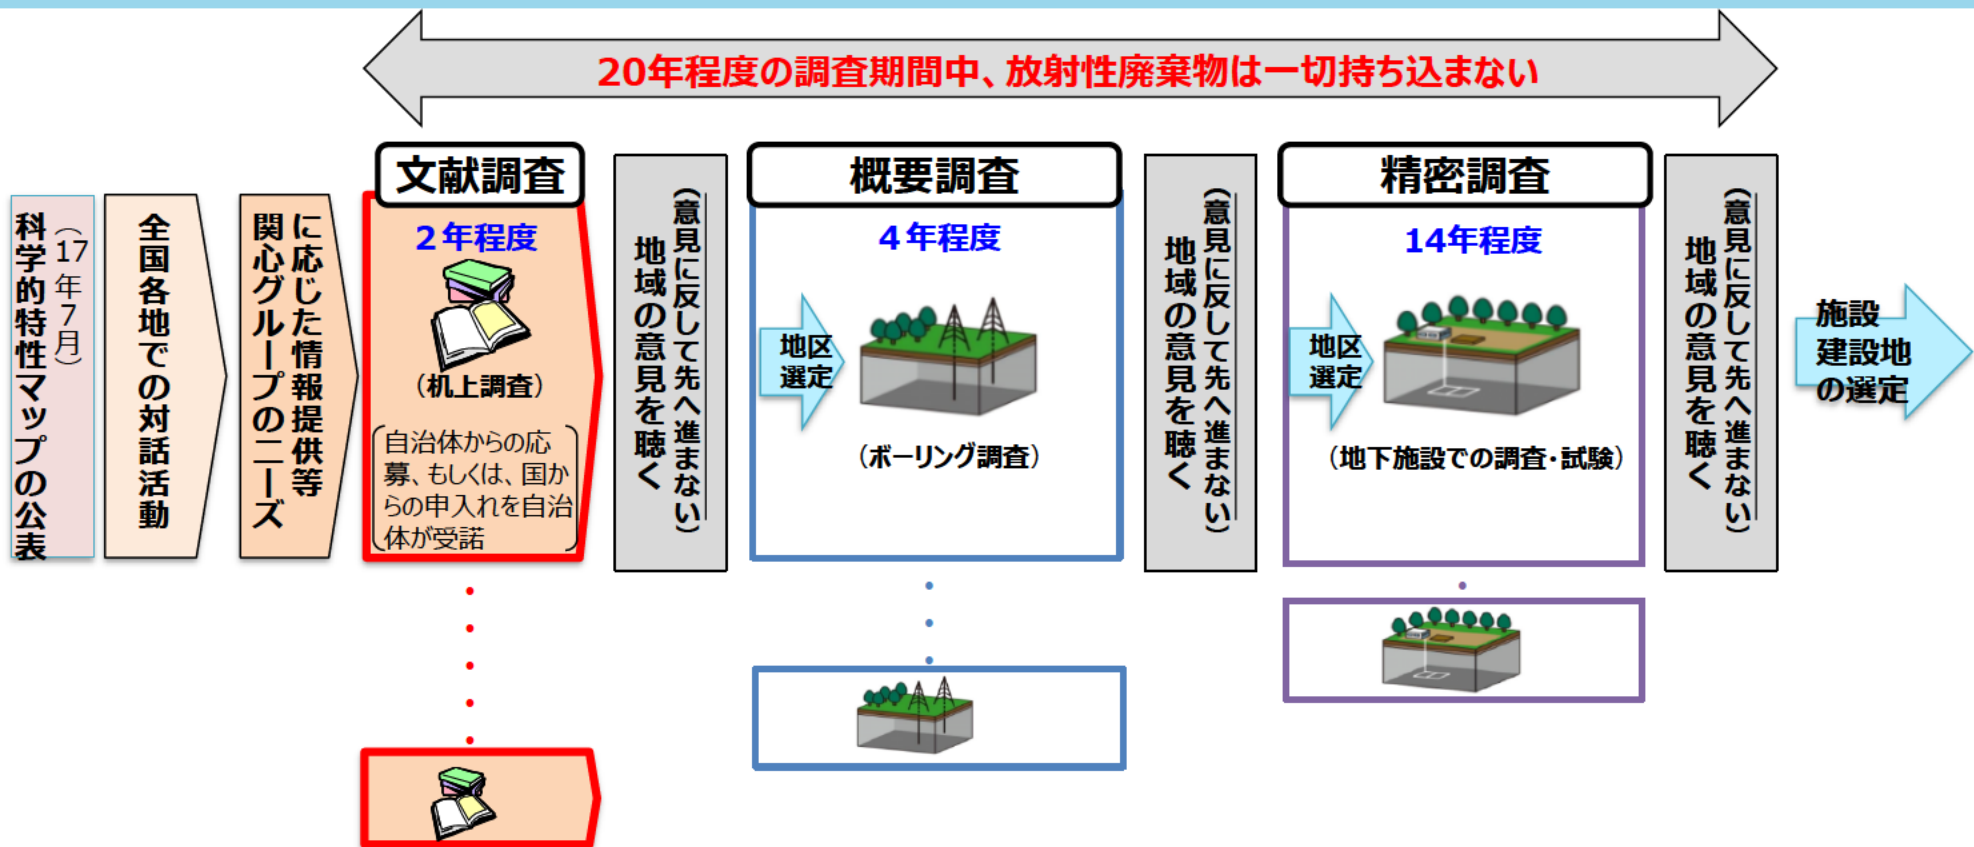 20年程度の調査期間中、放射性廃棄物は一切持ち込まない
科学的特性マップの公表
（17年7月）
全国各地での対話活動
関心グループのニーズ
に応じた情報提供等
文献調査
２年程度
（机上調査）
自治体からの応
募、もしくは、国か
らの申入れを自治
体が受諾
（意見に反して先へ進まない）
地域の意見を聴く
概要調査
４年程度
地区
選定
（ボーリング調査）
（意見に反して先へ進まない）
地域の意見を聴く
精密調査
14年程度
地区
選定
（地下施設での調査・試験）
（意見に反して先へ進まない）
地域の意見を聴く
施設
建設地
の選定